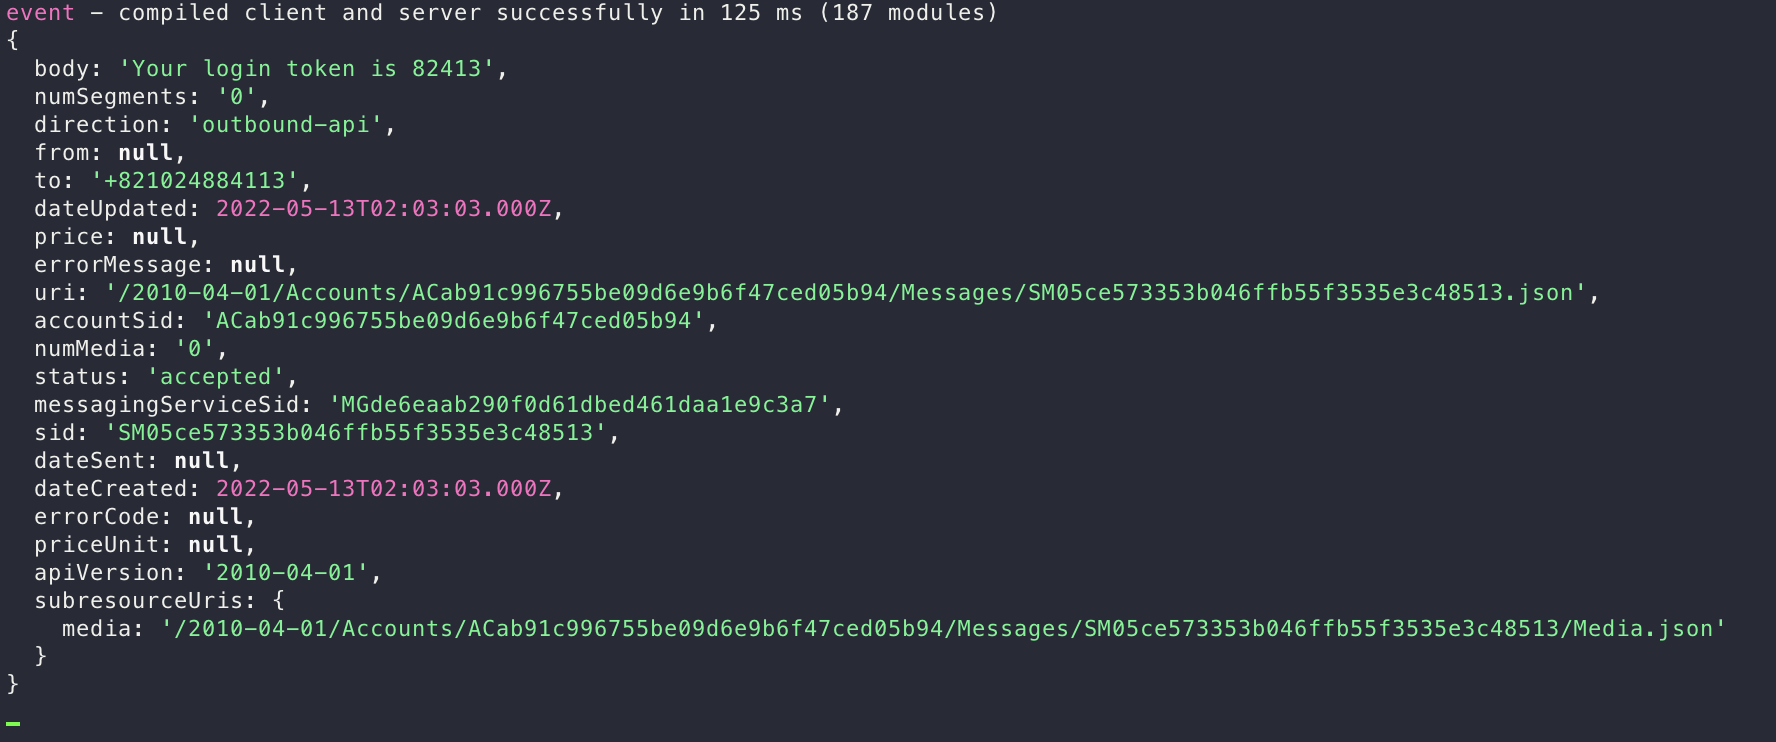 event - compiled client and server successfully in 125 ms (187 modules)
{
  body: 'Your login token is 82413',
  numSegments: '0',
  direction: 'outbound-api',
  from: null,
  to: '+821024884113',
  dateUpdated: 2022-05-13T02:03:03.000Z,
  price: null,
  errorMessage: null,
  uri: '/2010-04-01/Accounts/ACab91c996755be09d6e9b6f47ced05b94/Messages/SM05ce573353b046ffb55f3535e3c48513.json',
  accountSid: 'ACab91c996755be09d6e9b6f47ced05b94',
  numMedia: '0',
  status: 'accepted',
  messagingServiceSid: 'MGde6eaab290f0d61dbed461daa1e9c3a7',
  sid: 'SM05ce573353b046ffb55f3535e3c48513',
  dateSent: null,
  dateCreated: 2022-05-13T02:03:03.000Z,
  errorCode: null,
  priceUnit: null,
  apiVersion: '2010-04-01',
  subresourceUris: {
    media: '/2010-04-01/Accounts/ACab91c996755be09d6e9b6f47ced05b94/Messages/SM05ce573353b046ffb55f3535e3c48513/Media.json'
  }
}